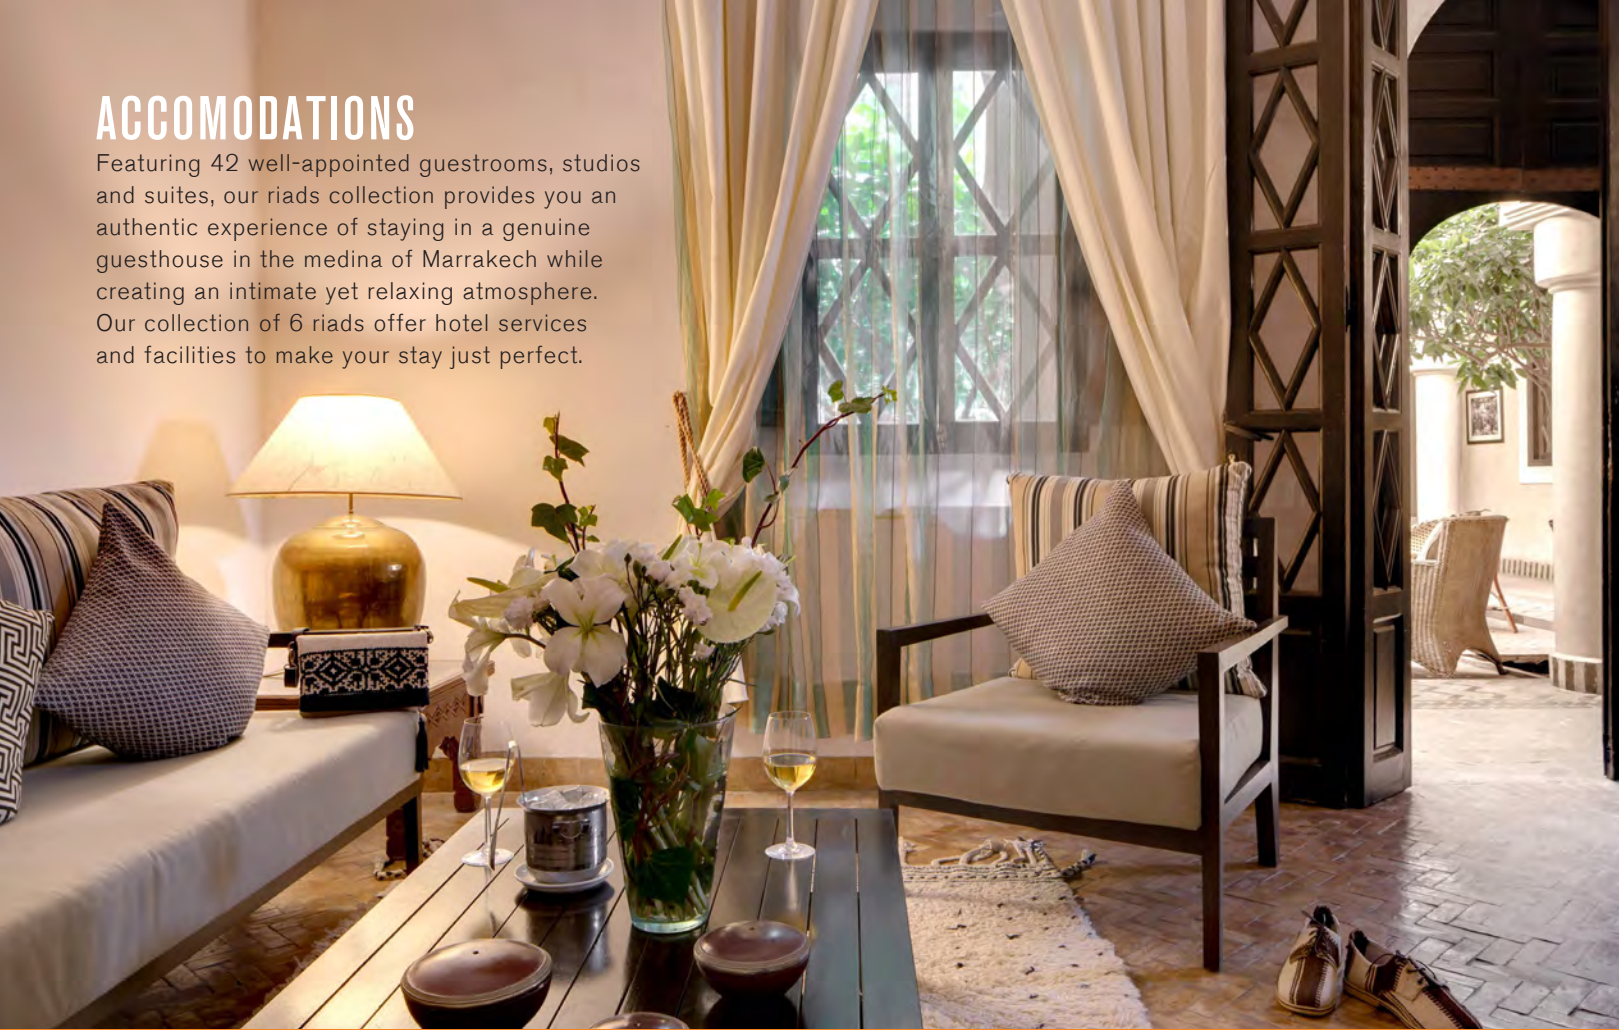 ACCOMODATIONS
Featuring 42 well-appointed guestrooms, studios
and suites, our riads collection provides you an
authentic experience of staying in a genuine
guesthouse in the medina of Marrakech while
creating an intimate yet relaxing atmosphere.
Our collection of 6 riads offer hotel services
and facilities to make your stay just perfect.